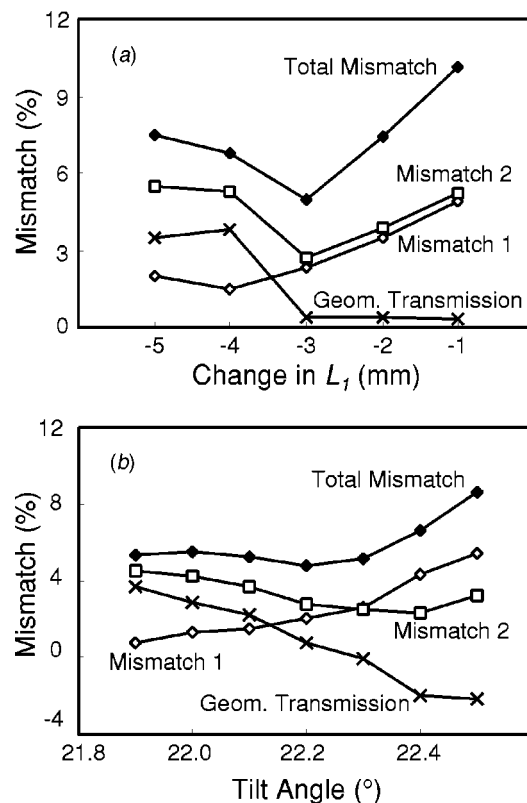 12
(a)
Total Mismatch
9
Mismatch (%)
6
Mismatch 2
Mismatch 1
3
Geom. Transmission
0
-5 -4 -3 -2 -1
Change in L1 (mm)
12
(b)
Total Mismatch
8
Mismatch (%)
4
Mismatch 2
0
Mismatch 1
Geom. Transmission
-4
21.8 22.0 22.2 22.4
Tilt Angle (°)